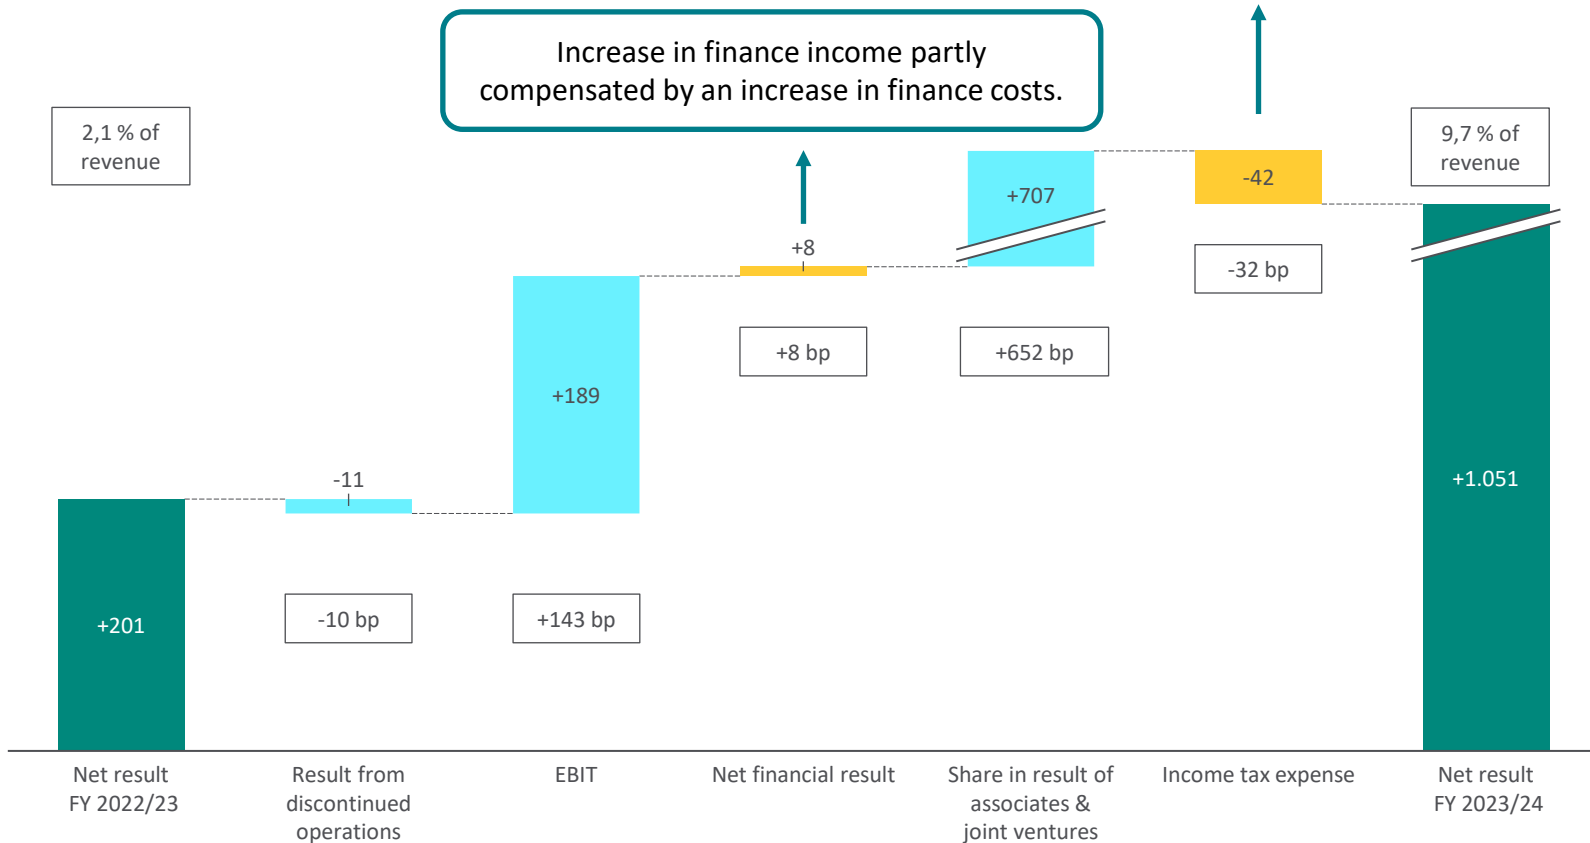 Increase in finance income partly
compensated by an increase in finance costs.
2,1 % of
revenue
9,7 % of
revenue
+707
-42
+8
-32 bp
+8 bp
+652 bp
+189
-11
+1.051
+201
-10 bp
+143 bp
Net result
FY 2022/23
Result from
discontinued
operations
EBIT
Net financial result
Share in result of
associates &
joint ventures
Income tax expense
Net result
FY 2023/24